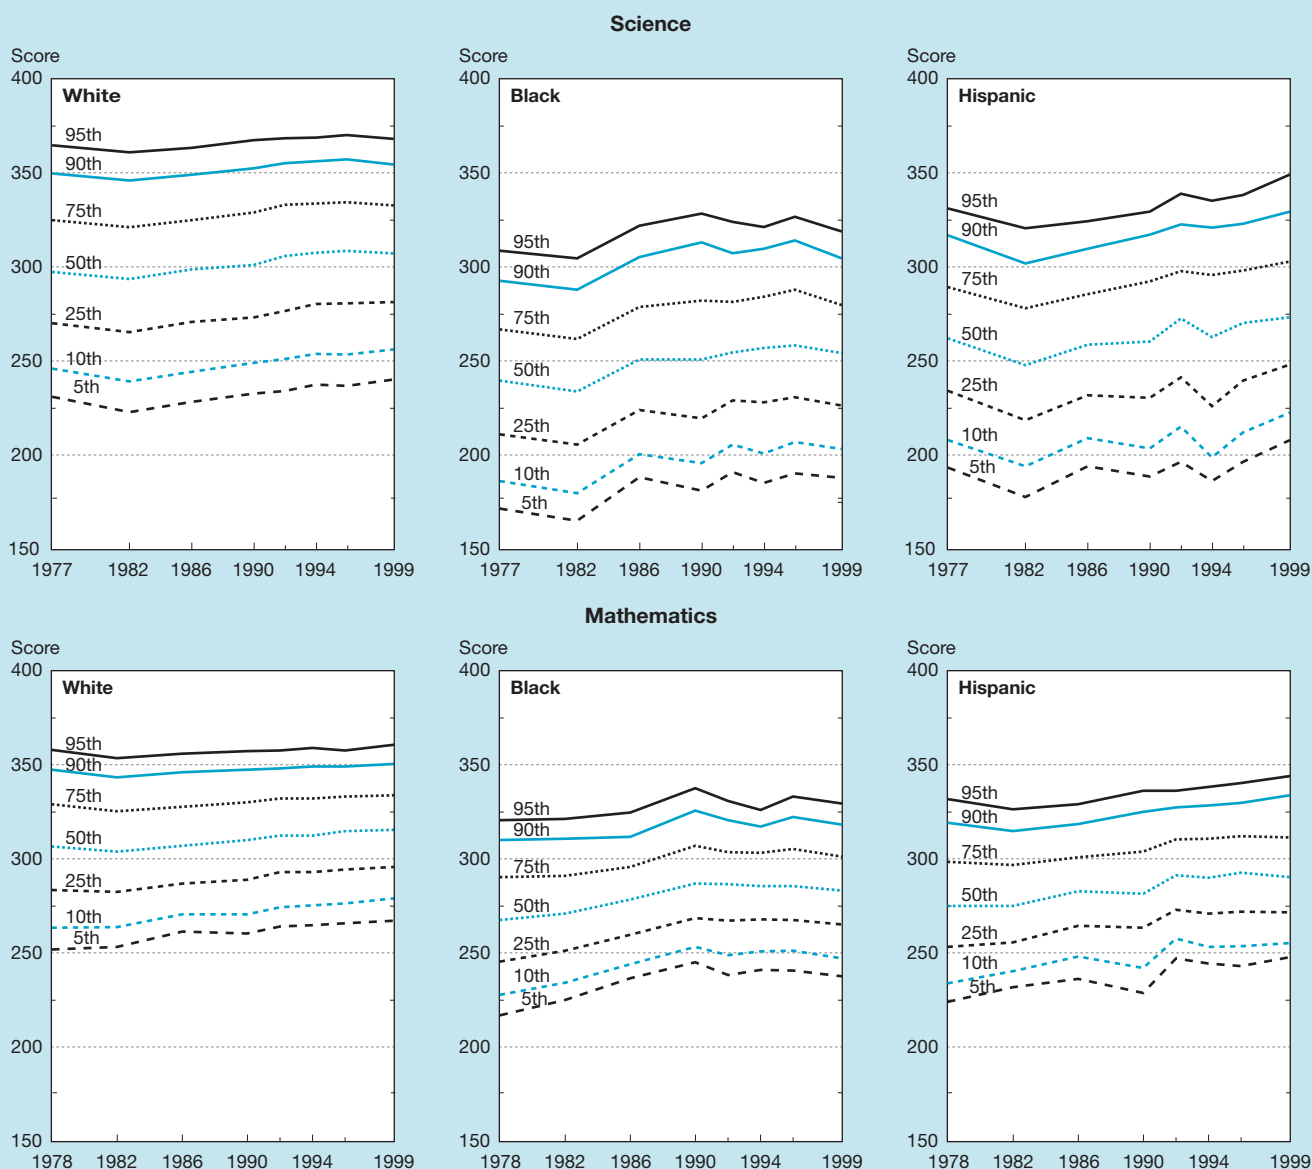 Science
Score Score Score
White Black Hispanic
400 400 400
350 350 350
300 300 300
250 250 250
200 200 200
150 150 150
95th
90th
75th
50th
25th
10th
5th
95th
90th
75th
50th
25th
10th
5th
95th
90th
75th
50th
25th
10th
5th
1977 1982 1986 1990 1994 1999 1977 1982 1986 1990 1994 1999 1977 1982 1986 1990 1994 1999
Mathematics
Score Score Score
White Black Hispanic
400 400 400
350 350 350
300 300 300
250 250 250
200 200 200
150 150 150
95th
90th
75th
50th
25th
10th
5th
95th
90th
75th
50th
25th
10th
5th
95th
90th
75th
50th
25th
10th
5th
1978 1982 1986 1990 1994 1999 1978 1982 1986 1990 1994 1999 1978 1982 1986 1990 1994 1999